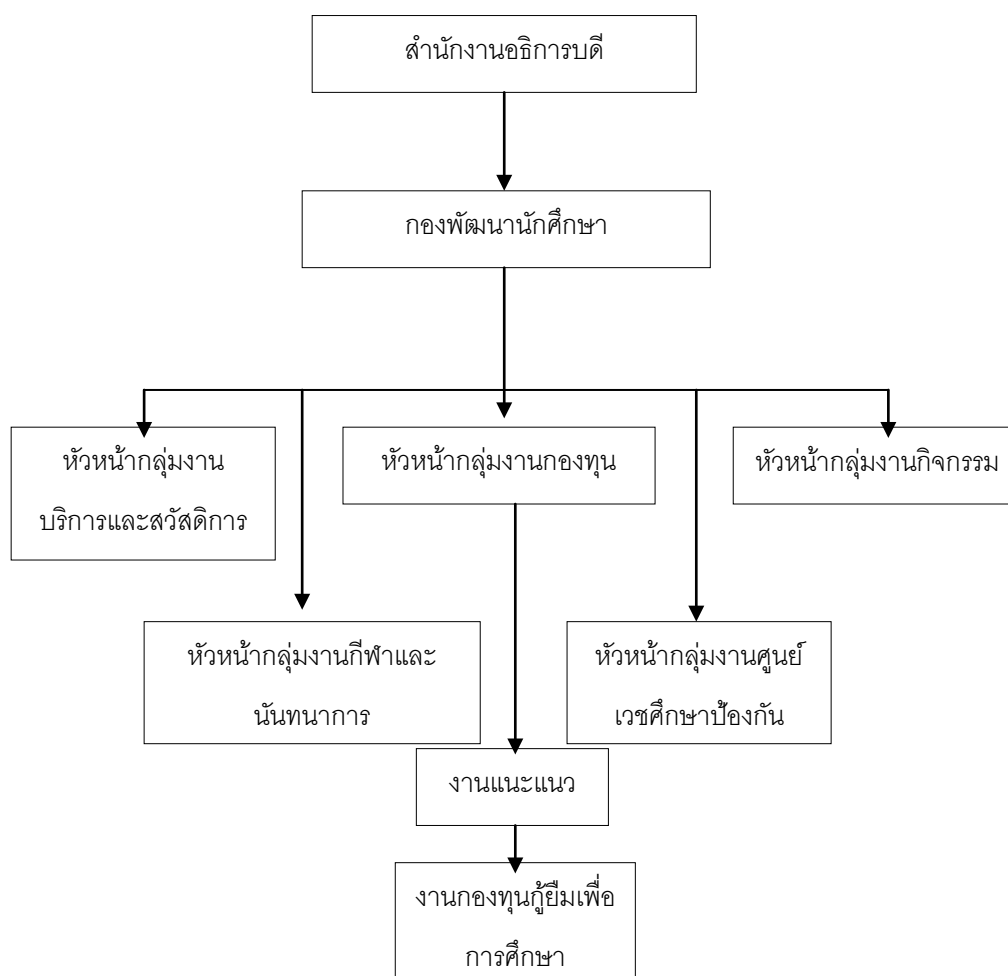 สำนักงานอธิการบดี
กองพัฒนานักศึกษา
หัวหน้ากลุ่มงาน
บริการและสวัสดิการ
หัวหน้ากลุ่มงานกองทุน
หัวหน้ากลุ่มงานกิจกรรม
หัวหน้ากลุ่มงานกีฬาและ
นันทนาการ
หัวหน้ากลุ่มงานศูนย์
เวชศึกษาป้องกัน
งานแนะแนว
งานกองทุนกู้ยืมเพื่อ
การศึกษา